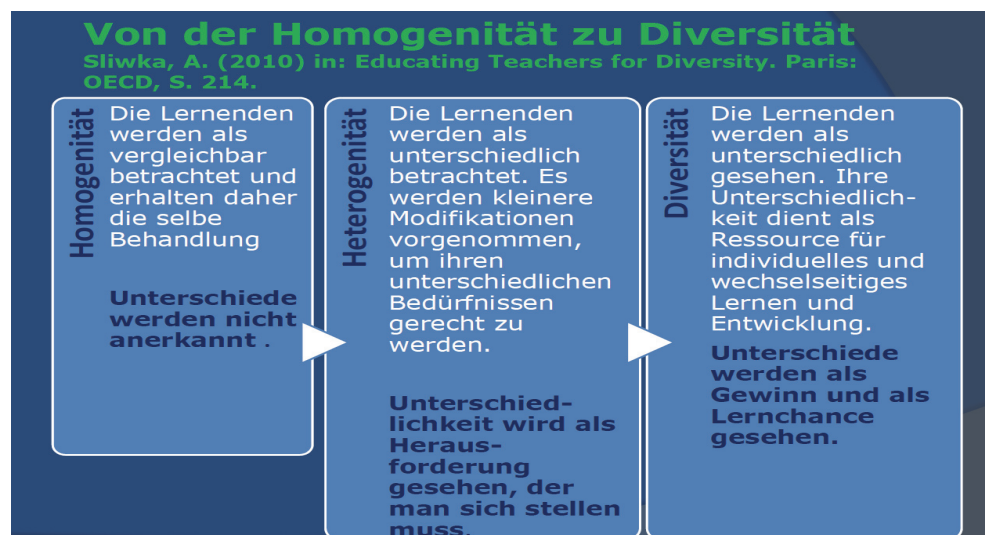 Von der Homogenität zu Diversität
Sliwka, A. (2010) in: Educating Teachers for Diversity. Paris:
OECD, S. 214.
Homogenität
Die Lernenden
werden als
vergleichbar
betrachtet und
erhalten daher
die selbe
Behandlung
Unterschiede
werden nicht
anerkannt .
Heterogenität
Die Lernenden
werden als
unterschiedlich
betrachtet. Es
werden kleinere
Modifikationen
vorgenommen,
um ihren
unterschiedlichen
Bedürfnissen
gerecht zu
werden.
Unterschied-
lichkeit wird als
Heraus-
forderung
gesehen, der
man sich stellen
muss.
Diversität
Die Lernenden
werden als
unterschiedlich
gesehen. Ihre
Unterschiedlich-
keit dient als
Ressource für
individuelles und
wechselseitiges
Lernen und
Entwicklung.
Unterschiede
werden als
Gewinn und als
Lernchance
gesehen.